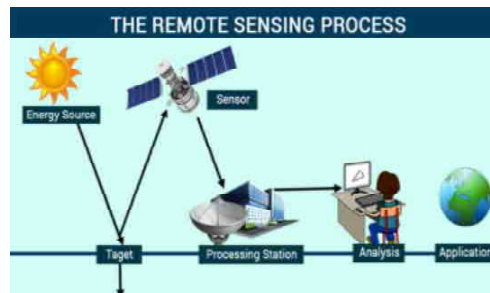 THE REMOTE SENSING PROCESS
Sensor
Energy Source
Taget
Processing Station
Analysis
Application